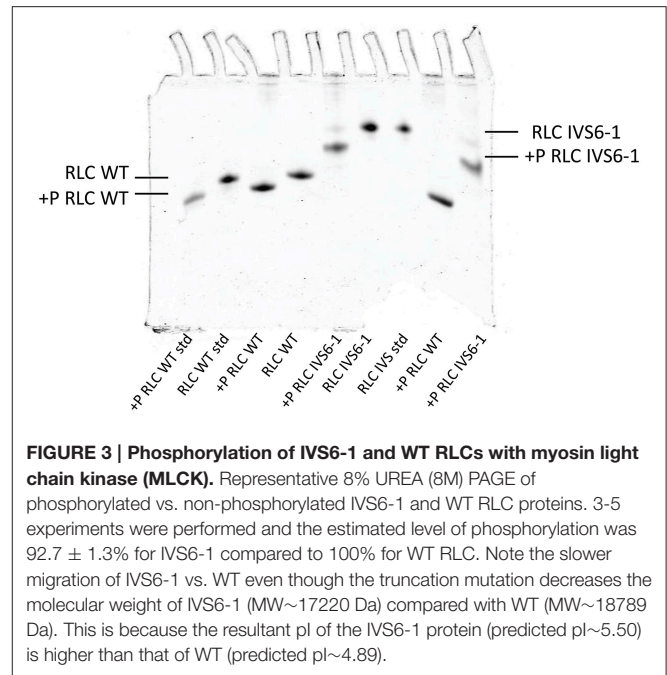 RLC WT
+P RLC WT
RLC IVS6-1
+P RLC IVS6-1
+P RLC WT std
RLC WT std
+P RLC WT
RLC WT
+P RLC IVS6-1
RLC IVS6-1
RLC IVS std
+P RLC WT
+P RLC IVS6-1
FIGURE 3 | Phosphorylation of IVS6-1 and WT RLCs with myosin light
chain kinase (MLCK). Representative 8% UREA (8M) PAGE of
phosphorylated vs. non-phosphorylated IVS6-1 and WT RLC proteins. 3-5
experiments were performed and the estimated level of phosphorylation was
92.7 ± 1.3% for IVS6-1 compared to 100% for WT RLC. Note the slower
migration of IVS6-1 vs. WT even though the truncation mutation decreases the
molecular weight of IVS6-1 (MW~17220 Da) compared with WT (MW~18789
Da). This is because the resultant pI of the IVS6-1 protein (predicted pI~5.50)
is higher than that of WT (predicted pI~4.89).